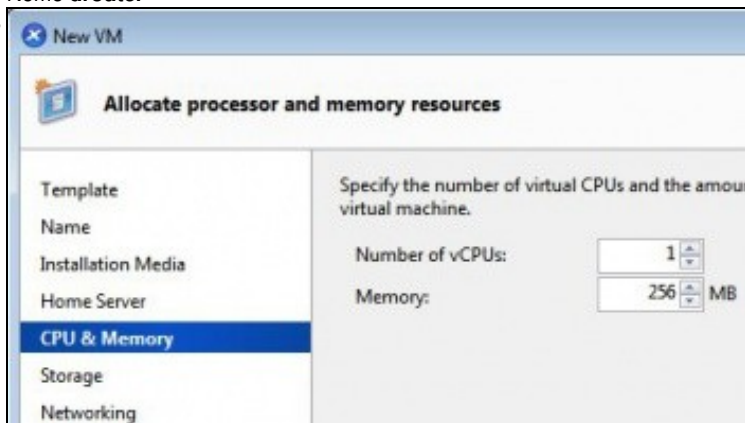 New VM
Allocate processor and memory resources
Template
Name
Installation Media
Home Server
CPU & Memory
Storage
Networking
Specify the number of virtual CPUs and the amou
virtual machine.
Number of vCPUs: 1
Memory: 256 MB